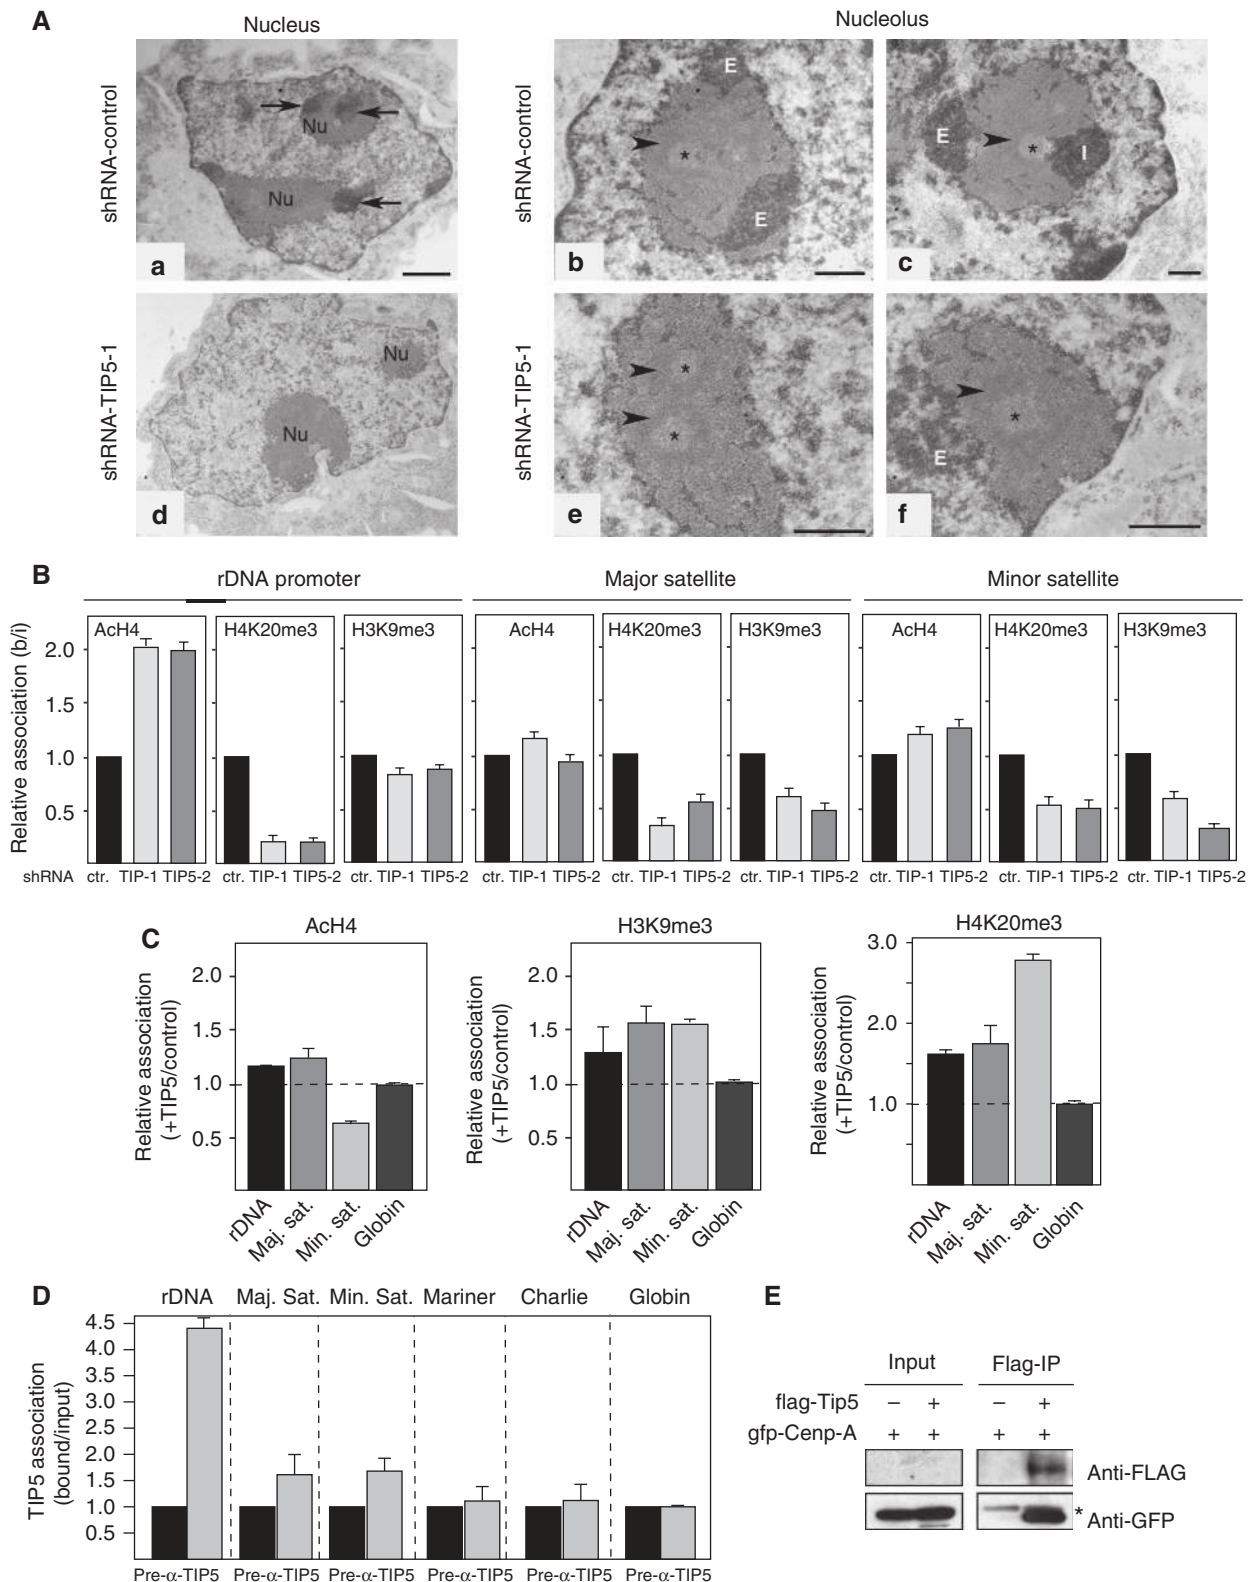 A
Nucleus
Nucleolus
shRNA-control
shRNA-control
Nu
Nu
a
E
*
E
b
E
*
I
c
shRNA-TIP5-1
shRNA-TIP5-1
Nu
Nu
d
*
*
e
*
E
f
B
rDNA promoter
Major satellite
Minor satellite
Relative association (b/i)
2.0
1.5
1.0
0.5
AcH4
H4K20me3
H3K9me3
AcH4
H4K20me3
H3K9me3
AcH4
H4K20me3
H3K9me3
shRNA
ctr. TIP-1 TIP5-2
ctr. TIP-1 TIP5-2
ctr. TIP-1 TIP5-2
ctr. TIP-1 TIP5-2
ctr. TIP-1 TIP5-2
ctr. TIP-1 TIP5-2
ctr. TIP-1 TIP5-2
ctr. TIP-1 TIP5-2
ctr. TIP-1 TIP5-2
C
AcH4
Relative association
(+TIP5/control)
2.0
1.5
1.0
0.5
rDNA
Maj. sat.
Min. sat.
Globin
H3K9me3
Relative association
(+TIP5/control)
2.0
1.5
1.0
0.5
rDNA
Maj. sat.
Min. sat.
Globin
H4K20me3
Relative association
(+TIP5/control)
3.0
2.0
1.0
rDNA
Maj. sat.
Min. sat.
Globin
D
rDNA
Maj. Sat.
Min. Sat.
Mariner
Charlie
Globin
TIP5 association
(bound/input)
4.5
4.0
3.5
3.0
2.5
2.0
1.5
1.0
0.5
Pre-α-TIP5
Pre-α-TIP5
Pre-α-TIP5
Pre-α-TIP5
Pre-α-TIP5
Pre-α-TIP5
E
Input
Flag-IP
flag-Tip5 – + – +
gfp-Cenp-A + + + +
Anti-FLAG
* Anti-GFP